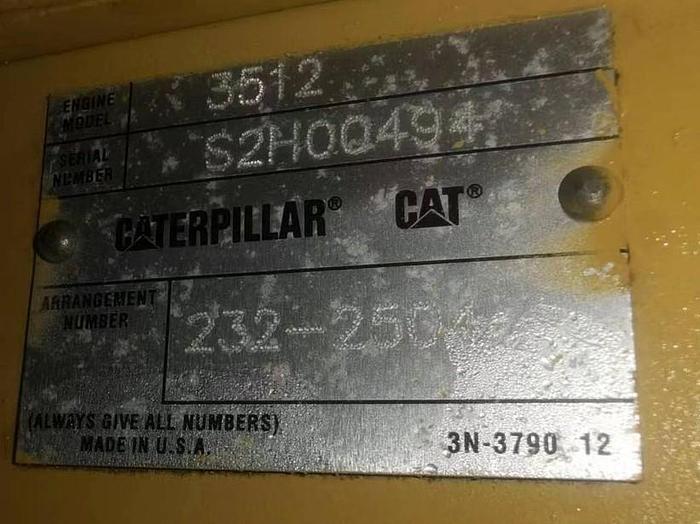 ENGINE MODEL 3512
SERIAL NUMBER S2H00494
CATERPILLAR® CAT®
ARRANGEMENT NUMBER 232-2504
(ALWAYS GIVE ALL NUMBERS)
MADE IN U.S.A. 3N-3790 12